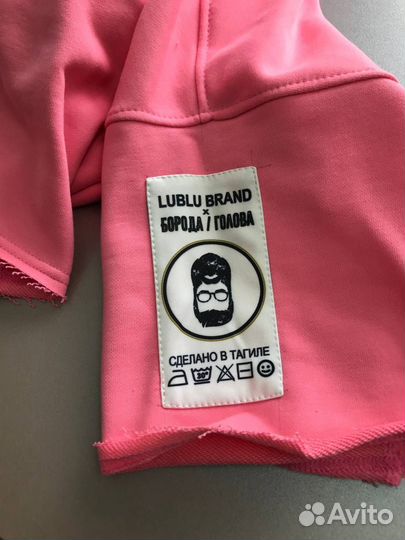 LUBLU BRAND
×
БОРОДА / ГОЛОВА
СДЕЛАНО В ТАГИЛЕ
30°
Avito